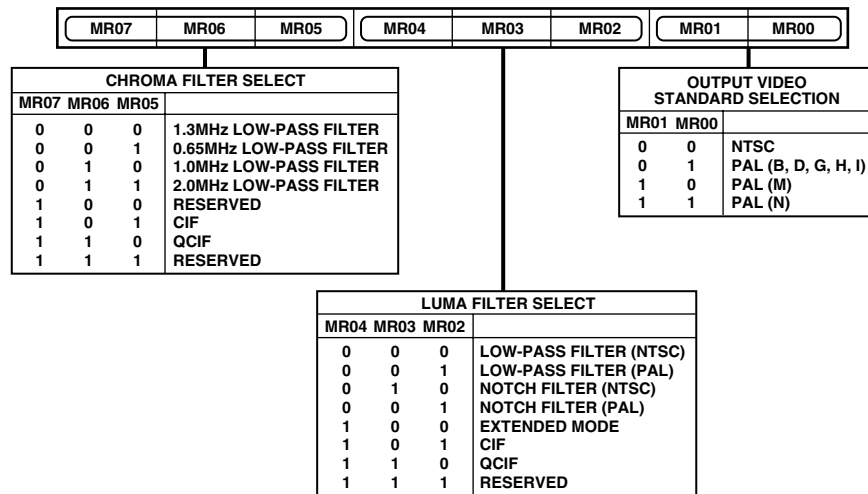 MR07 MR06 MR05 MR04 MR03 MR02 MR01 MR00
CHROMA FILTER SELECT
MR07 MR06 MR05
0 0 0 1.3MHz LOW-PASS FILTER
0 0 1 0.65MHz LOW-PASS FILTER
0 1 0 1.0MHz LOW-PASS FILTER
0 1 1 2.0MHz LOW-PASS FILTER
1 0 0 RESERVED
1 0 1 CIF
1 1 0 QCIF
1 1 1 RESERVED
OUTPUT VIDEO
STANDARD SELECTION
MR01 MR00
0 0 NTSC
0 1 PAL (B, D, G, H, I)
1 0 PAL (M)
1 1 PAL (N)
LUMA FILTER SELECT
MR04 MR03 MR02
0 0 0 LOW-PASS FILTER (NTSC)
0 0 1 LOW-PASS FILTER (PAL)
0 1 0 NOTCH FILTER (NTSC)
0 0 1 NOTCH FILTER (PAL)
1 0 0 EXTENDED MODE
1 0 1 CIF
1 1 0 QCIF
1 1 1 RESERVED